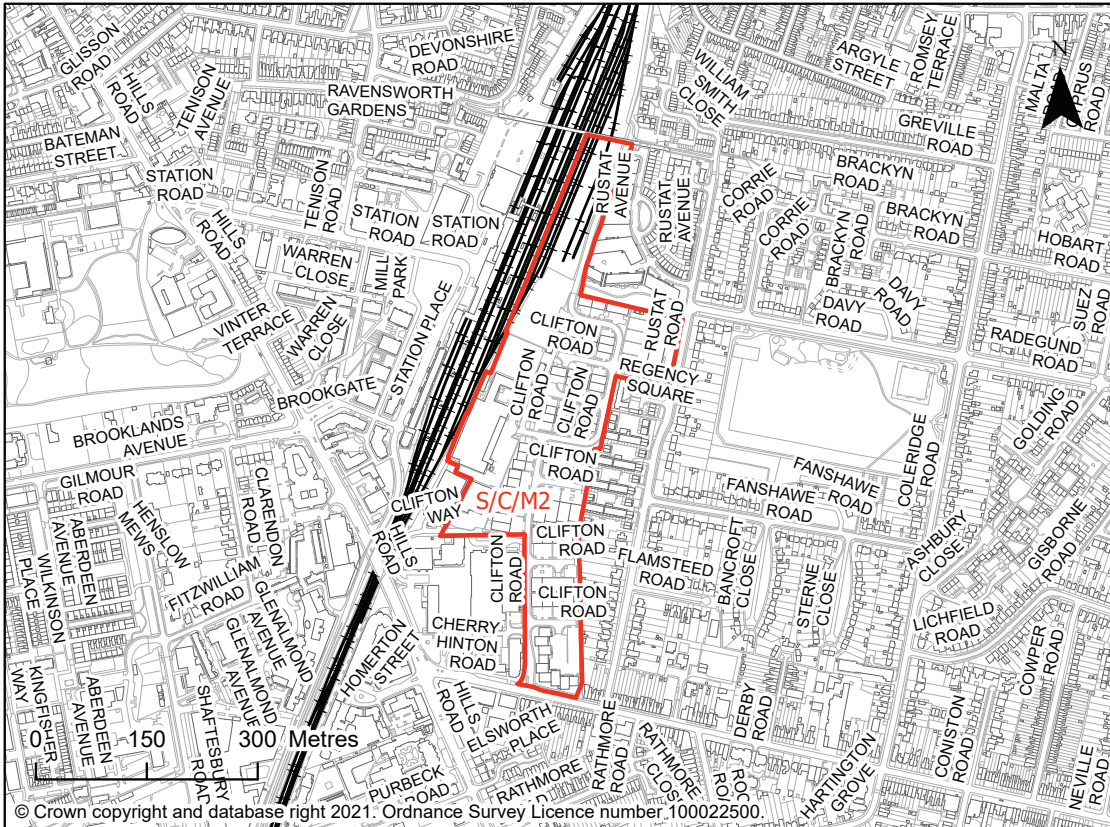 DEVONSHIRE
ROAD
ARGYLE
STREET
ROMSEY
TERRACE
MALTA
ROAD
CYPRUS
ROAD
N
GLISSON
ROAD
HILLS
ROAD
TENISON
AVENUE
RAVENSWORTH
GARDENS
WILLIAM
SMITH
CLOSE
GREVILLE
ROAD
BATEMAN
STREET
STATION
ROAD
TENISON
ROAD
STATION
ROAD
STATION
ROAD
RUSTAT
AVENUE
RUSTAT
AVENUE
CORRIE
ROAD
CORRIE
ROAD
BRACKYN
ROAD
BRACKYN
ROAD
BRACKYN
ROAD
HOBART
ROAD
HILLS
ROAD
WARREN
CLOSE
MILL
PARK
VINTER
TERRACE
WARREN
CLOSE
STATION PLACE
BROOKGATE
CLIFTON
ROAD
RUSTAT
ROAD
DAVY
ROAD
DAVY
ROAD
SUEZ
ROAD
RADEGUND
ROAD
REGENCY
SQUARE
CLIFTON
ROAD
CLIFTON
ROAD
BROOKLANDS
AVENUE
GILMOUR
ROAD
CLARENDON
ROAD
CLIFTON
ROAD
COLERIDGE
ROAD
GOLDING
ROAD
HENSLOW
MEWS
ABERDEEN
AVENUE
WILKINSON
PLACE
CLIFTON
WAY
S/C/M2
HILLS
ROAD
CLIFTON
ROAD
CLIFTON
ROAD
CLIFTON
ROAD
FANSHAWE
ROAD
FANSHAWE
ROAD
FLAMSTEED
ROAD
BANCROFT
CLOSE
STERNE
CLOSE
ASHBURY
CLOSE
GISBORNE
ROAD
FITZWILLIAM
ROAD
GLENALMOND
AVENUE
GLENALMOND
AVENUE
HOMERTON
STREET
CHERRY
HINTON
ROAD
LICHFIELD
ROAD
COWPER
ROAD
KINGFISHER
WAY
ABERDEEN
AVENUE
SHAFTESBURY
ROAD
HILLS
ROAD
ELSWORTH
PLACE
RATHMORE
ROAD
RATHMORE
CLOSE
DERBY
ROAD
CONISTON
ROAD
NEVILLE
ROAD
HARTINGTON
GROVE
PURBECK
ROAD
RATHMORE
ROAD
0 150 300 Metres
© Crown copyright and database right 2021. Ordnance Survey Licence number 100022500.